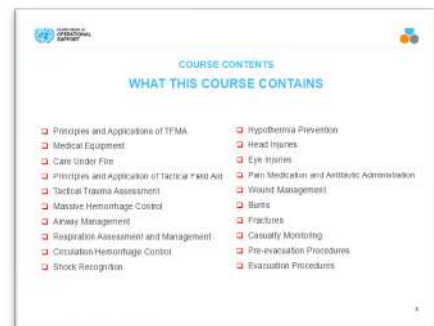 OPERATIONAL
SUPPORT
COURSE CONTENTS
WHAT THIS COURSE CONTAINS
Principles and Applications of TFMA
Medical Equipment
Care Under Fire
Principles and Application of Tactical Field Aid
Tactical Trauma Assessment
Massive Hemorrhage Control
Airway Management
Respiration Assessment and Management
Circulation/Hemorrhage Control
Shock Recognition
Hypothermia Prevention
Head Injuries
Eye Injuries
Pain Medication and Antibiotic Administration
Wound Management
Burns
Fractures
Casualty Monitoring
Pre-evacuation Procedures
Evacuation Procedures